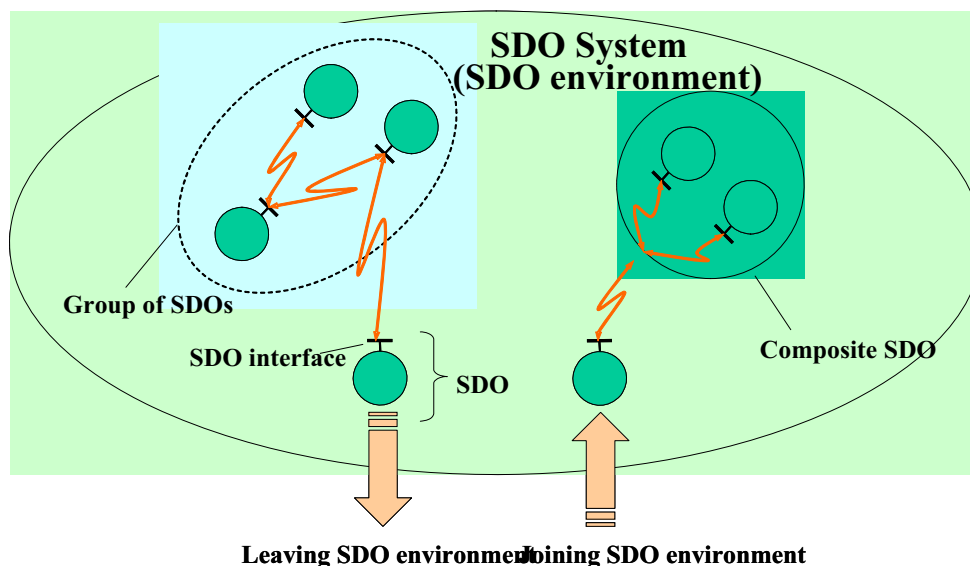 SDO System
(SDO environment)
Group of SDOs
SDO interface
SDO
Composite SDO
Leaving SDO environment
Joining SDO environment